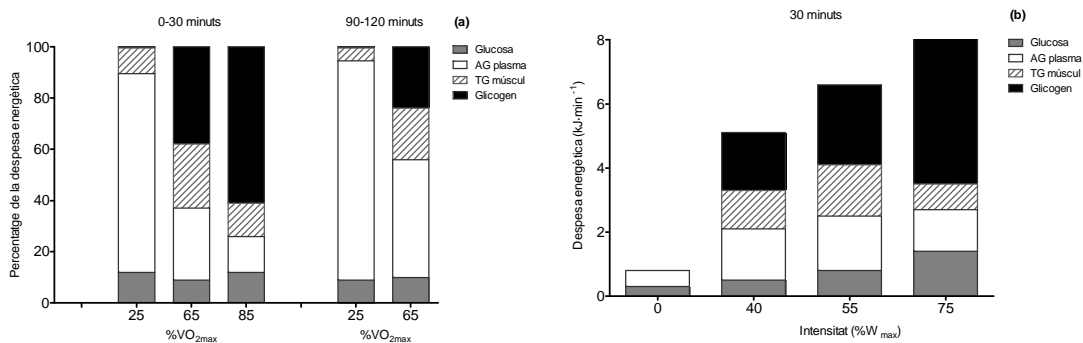 0-30 minuts
90-120 minuts
(a)
Glucosa
AG plasma
TG múscul
Glicogen
Percentatge de la despesa energètica
100
80
60
40
20
0
25
65
85
25
65
%VO2max
%VO2max
30 minuts
(b)
Glucosa
AG plasma
TG múscul
Glicogen
Despesa energètica (kJ·min -1)
8
6
4
2
0
0
40
55
75
Intensitat (%W max)